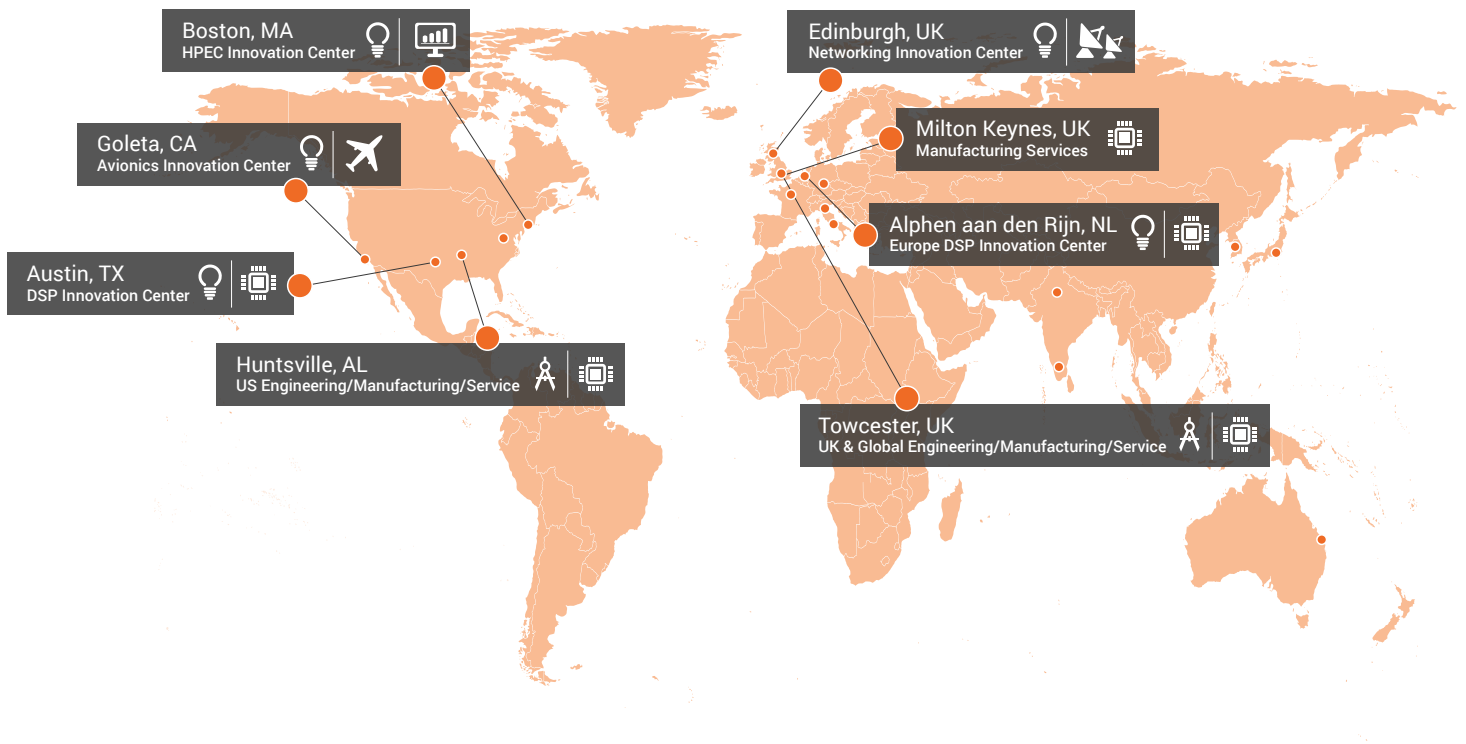 Boston, MA
HPEC Innovation Center
Edinburgh, UK
Networking Innovation Center
Goleta, CA
Avionics Innovation Center
Milton Keynes, UK
Manufacturing Services
Alphen aan den Rijn, NL
Europe DSP Innovation Center
Austin, TX
DSP Innovation Center
Huntsville, AL
US Engineering/Manufacturing/Service
Towcester, UK
UK & Global Engineering/Manufacturing/Service